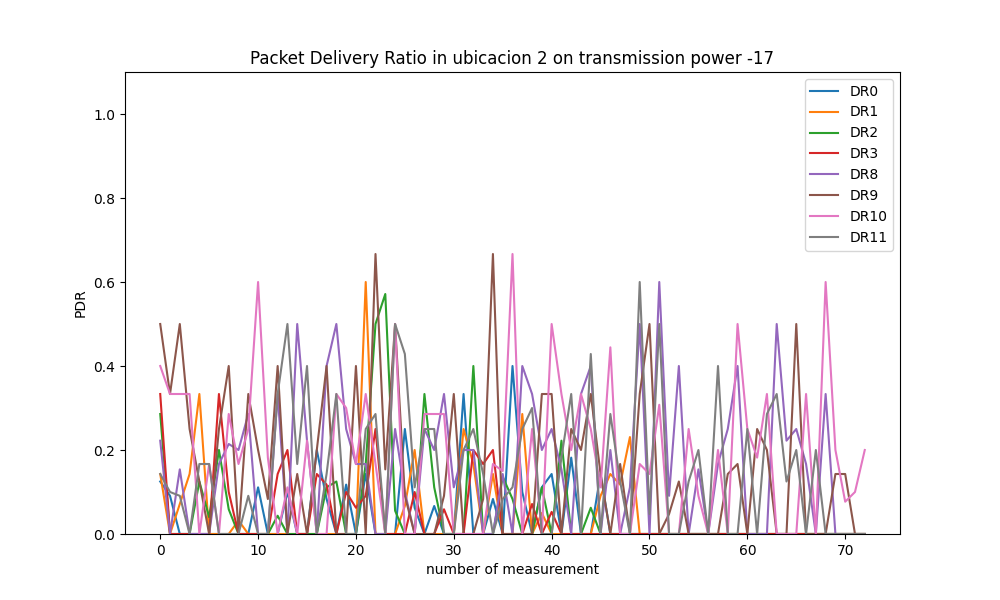 Packet Delivery Ratio in ubicacion 2 on transmission power -17
PDR
1.0
0.8
0.6
0.4
0.2
0.0
0 10 20 30 40 50 60 70
number of measurement
DR0
DR1
DR2
DR3
DR8
DR9
DR10
DR11